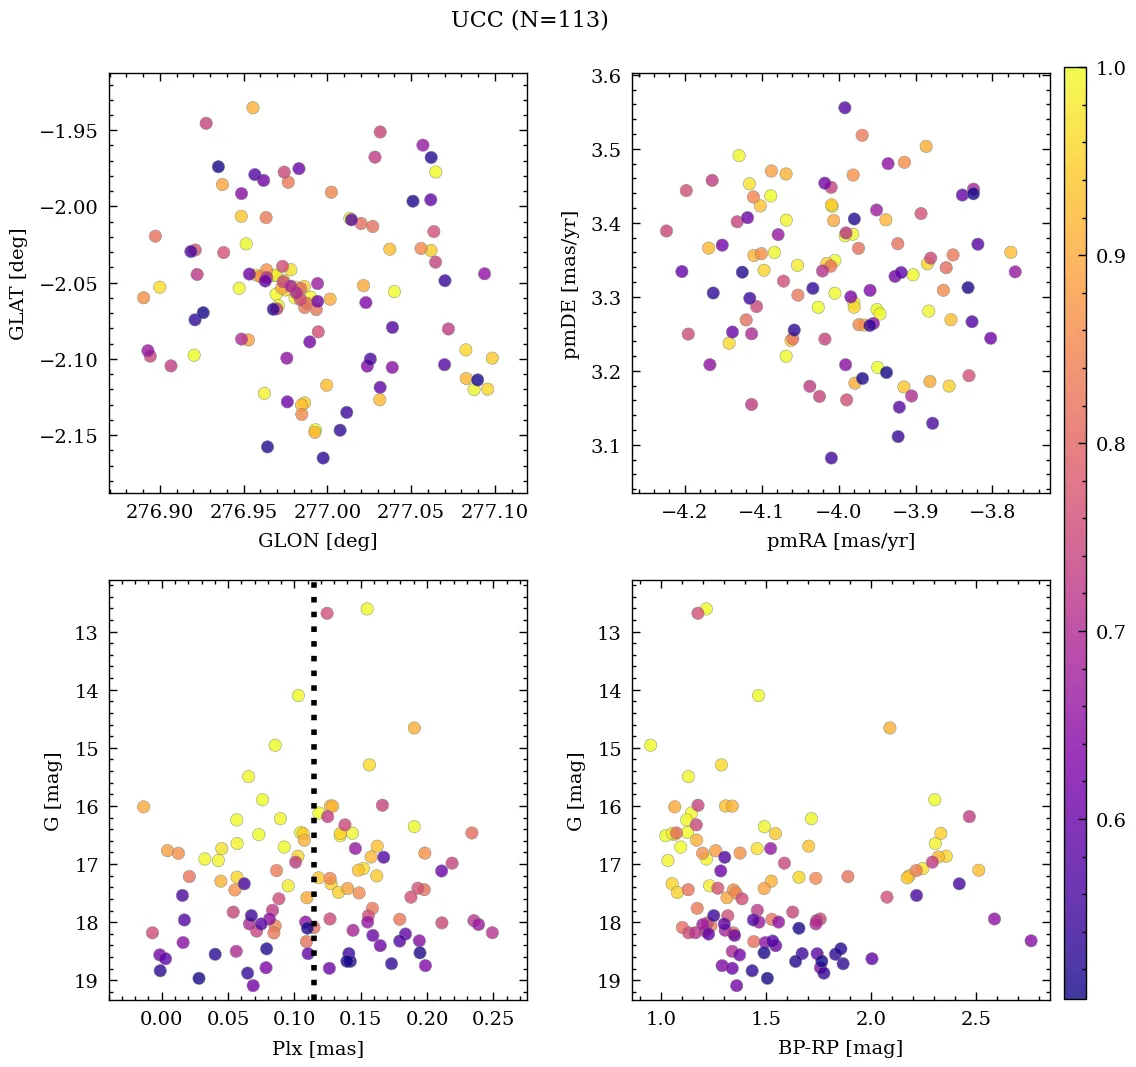 UCC (N=113)
−1.95
−2.00
−2.05
−2.10
−2.15
GLAT [deg]
276.90 276.95 277.00 277.05 277.10
GLON [deg]
3.6
3.5
3.4
3.3
3.2
3.1
pmDE [mas/yr]
−4.2 −4.1 −4.0 −3.9 −3.8
pmRA [mas/yr]
13
14
15
16
17
18
19
G [mag]
0.00 0.05 0.10 0.15 0.20 0.25
Plx [mas]
13
14
15
16
17
18
19
G [mag]
1.0 1.5 2.0 2.5
BP-RP [mag]
1.0
0.9
0.8
0.7
0.6